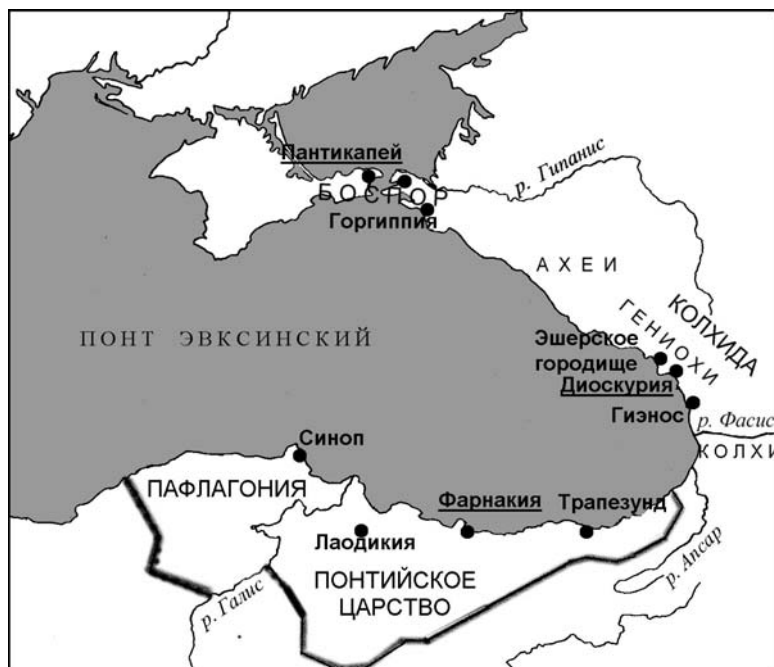 Пантикапей
БОСПОР
Горгиппия
р. Гипанис
АХЕИ
ГЕНИОХИ
КОЛХИДА
ПОНТ ЭВКСИНСКИЙ
Эшерское
городище
Диоскурия
Гиэнос
р. Фасис
КОЛХИ
Синоп
ПАФЛАГОНИЯ
Фарнакия
Трапезунд
Лаодикия
ПОНТИЙСКОЕ
ЦАРСТВО
р. Галис
р. Апсар